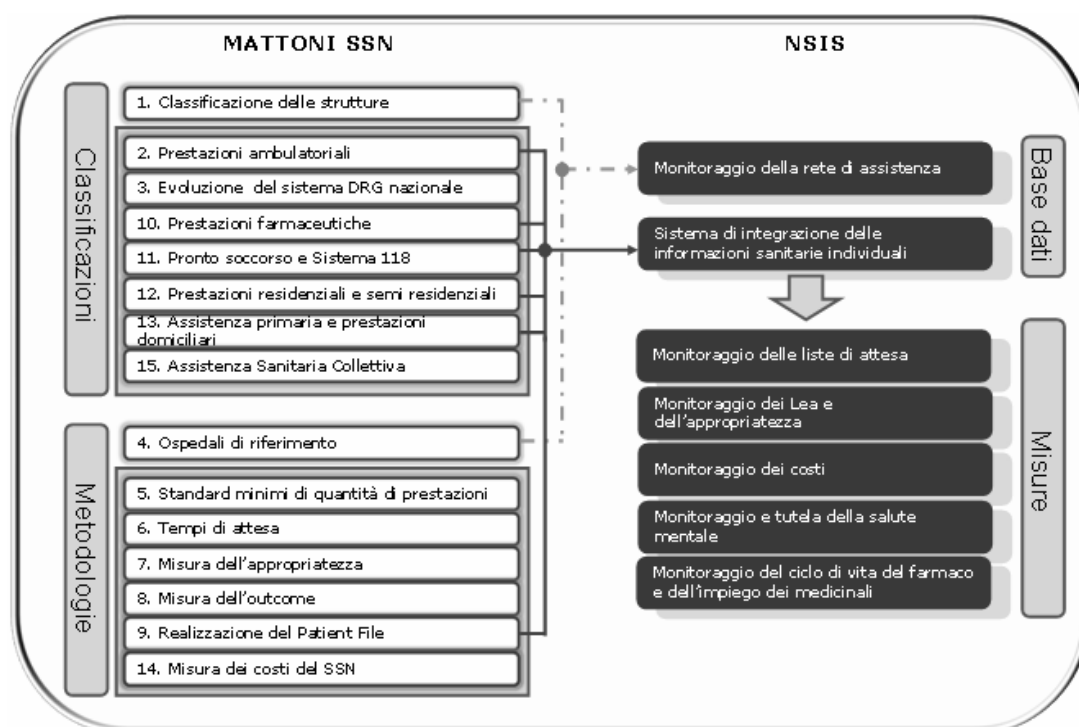 MATTONI SSN
NSIS
Classificazioni
1. Classificazione delle strutture
2. Prestazioni ambulatoriali
3. Evoluzione del sistema DRG nazionale
10. Prestazioni farmaceutiche
11. Pronto soccorso e Sistema 118
12. Prestazioni residenziali e semi residenziali
13. Assistenza primaria e prestazioni
domiciliari
15. Assistenza Sanitaria Collettiva
Metodologie
4. Ospedali di riferimento
5. Standard minimi di quantità di prestazioni
6. Tempi di attesa
7. Misura dell'appropriatezza
8. Misura dell'outcome
9. Realizzazione del Patient File
14. Misura dei costi del SSN
Monitoraggio della rete di assistenza
Sistema di integrazione delle
informazioni sanitarie individuali
Base dati
Monitoraggio delle liste di attesa
Monitoraggio dei Lea e
dell'appropriatezza
Monitoraggio dei costi
Monitoraggio e tutela della salute
mentale
Monitoraggio del ciclo di vita del farmaco
e dell'impiego dei medicinali
Misure